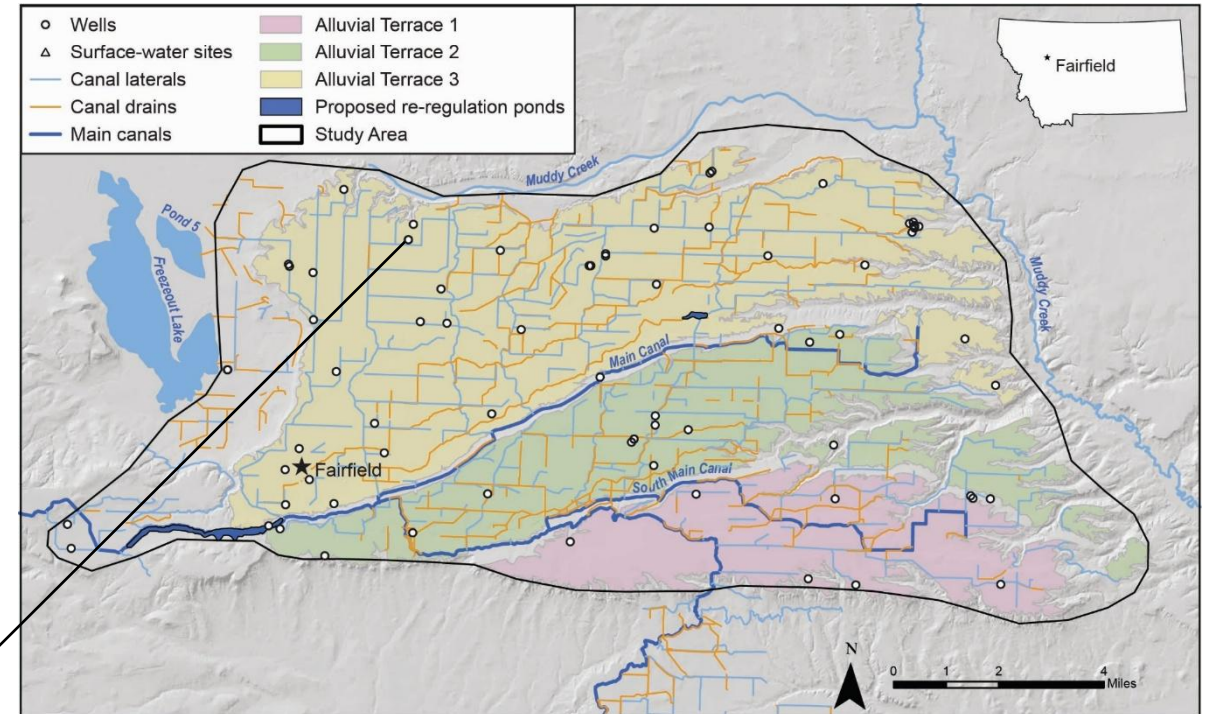 Wells
Surface-water sites
Canal laterals
Canal drains
Main canals
Alluvial Terrace 1
Alluvial Terrace 2
Alluvial Terrace 3
Proposed re-regulation ponds
Study Area
Fairfield
Muddy Creek
Pond 5
Freezeout Lake
Muddy Creek
Main Canal
Fairfield
South Main Canal
N
0 1 2 4
Miles